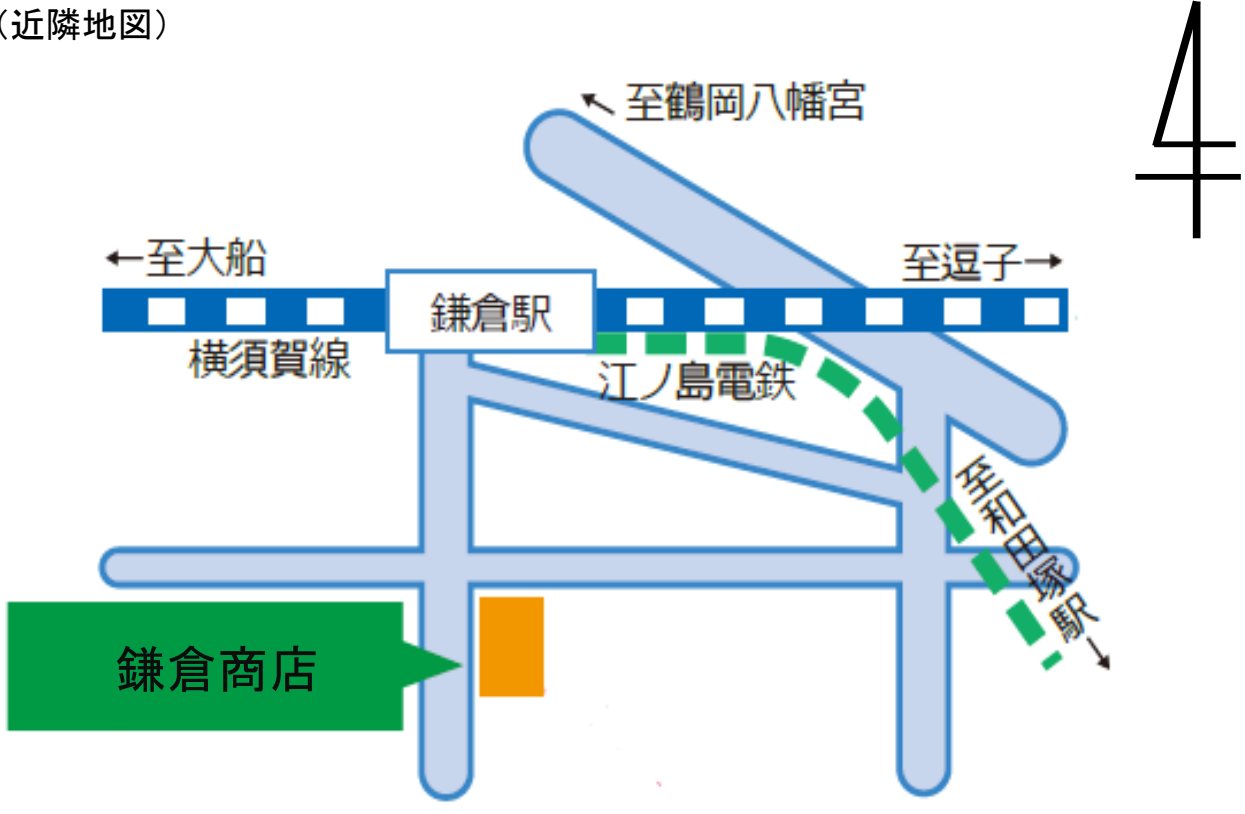 （近隣地図）
至鶴岡八幡宮
←至大船
至逗子→
鎌倉駅
横須賀線
江ノ島電鉄
至和田塚駅
鎌倉商店